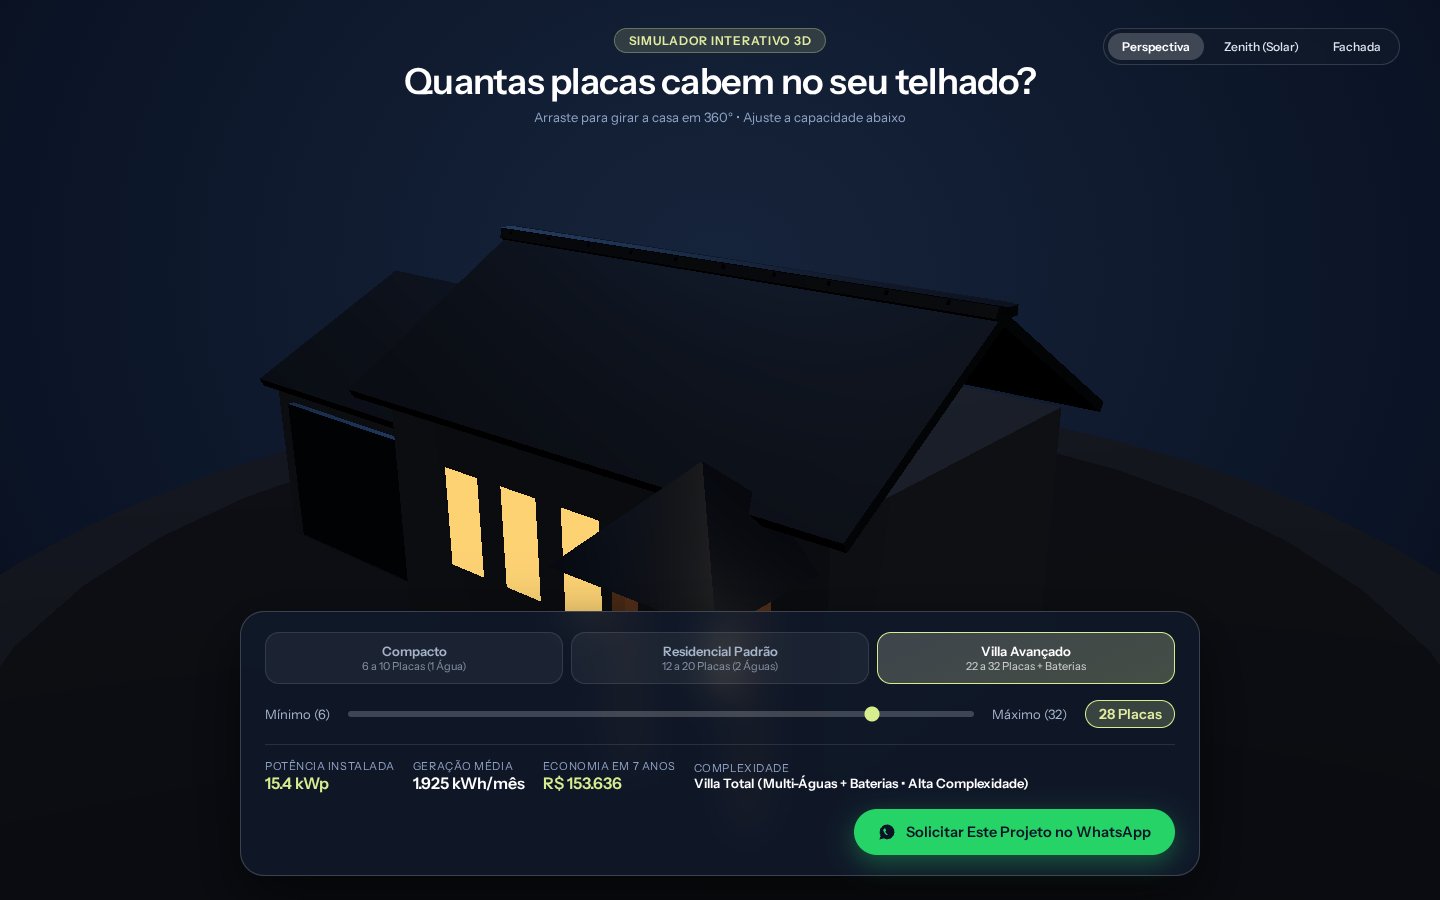 SIMULADOR INTERATIVO 3D
Perspectiva
Zenith (Solar)
Fachada
Quantas placas cabem no seu telhado?
Arraste para girar a casa em 360° • Ajuste a capacidade abaixo
Compacto
6 a 10 Placas (1 Água)
Residencial Padrão
12 a 20 Placas (2 Águas)
Villa Avançado
22 a 32 Placas + Baterias
Mínimo (6)
Máximo (32)
28 Placas
POTÊNCIA INSTALADA
15.4 kWp
GERAÇÃO MÉDIA
1.925 kWh/mês
ECONOMIA EM 7 ANOS
R$ 153.636
COMPLEXIDADE
Villa Total (Multi-Águas + Baterias • Alta Complexidade)
Solicitar Este Projeto no WhatsApp